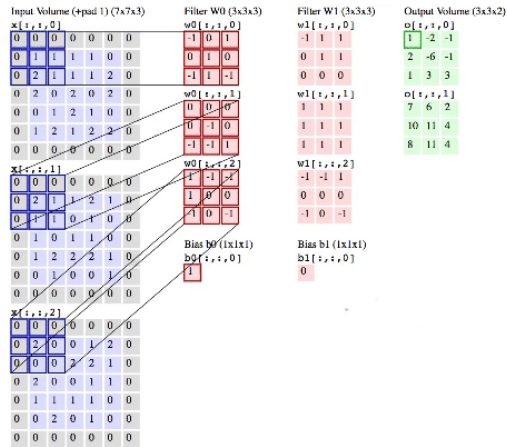 Input Volume (+pad 1) (7x7x3)
x[:,:,0]
0 0 0 0 0 0 0
0 1 1 1 1 0 0
0 2 1 1 1 2 0
0 2 0 2 0 2 0
0 0 1 2 1 0 0
0 1 2 1 2 2 0
0 0 0 0 0 0 0
x[:,:,1]
0 0 0 0 0 0 0
0 2 1 1 2 1 0
0 1 1 0 1 0 0
0 1 0 1 1 0 0
0 1 2 2 2 1 0
0 0 1 0 0 1 0
0 0 0 0 0 0 0
x[:,:,2]
0 0 0 0 0 0 0
0 2 0 0 1 2 0
0 0 0 2 2 1 0
0 2 0 0 1 1 0
0 1 1 1 1 0 0
0 0 2 0 1 0 0
0 0 0 0 0 0 0
Filter W0 (3x3x3)
w0[:,:,0]
-1 0 1
0 1 0
-1 1 -1
w0[:,:,1]
0 0 0
0 -1 0
-1 -1 1
w0[:,:,2]
1 -1 -1
1 0 0
-1 0 -1
Bias b0 (1x1x1)
b0[:,:,0]
1
Filter W1 (3x3x3)
w1[:,:,0]
-1 1 1
0 1 1
0 0 0
w1[:,:,1]
1 1 1
1 1 1
1 1 1
w1[:,:,2]
-1 -1 1
0 0 0
-1 0 -1
Bias b1 (1x1x1)
b1[:,:,0]
0
Output Volume (3x3x2)
o[:,:,0]
1 -2 -1
2 -6 -1
1 3 3
o[:,:,1]
7 6 2
10 11 4
8 11 4